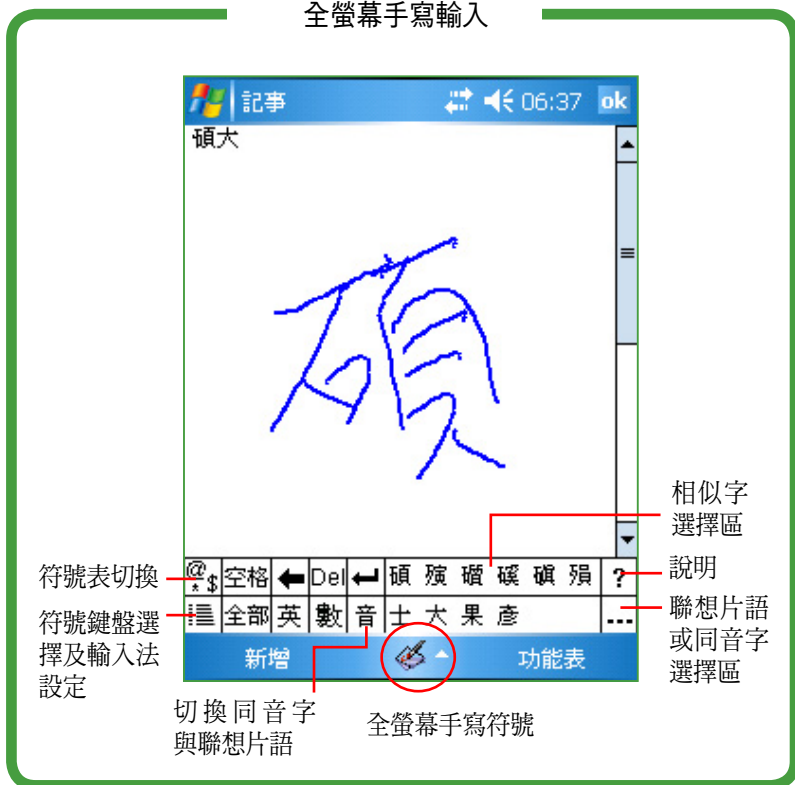 全螢幕手寫輸入
記事 06:37 ok
碩大
碩
相似字
選擇區
@*$ 空格 Del 碩 殯 礸 磎 磒 殞 ?
全部 英 數 音 士 大 果 彥 ...
新增 功能表
符號表切換
符號鍵盤選
擇及輸入法
設定
切換同音字
與聯想片語
全螢幕手寫符號
說明
聯想片語
或同音字
選擇區